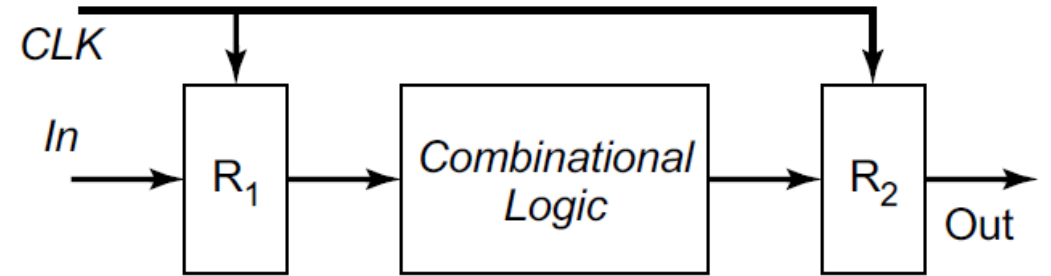 CLK
In
R1
Combinational
Logic
R2
Out